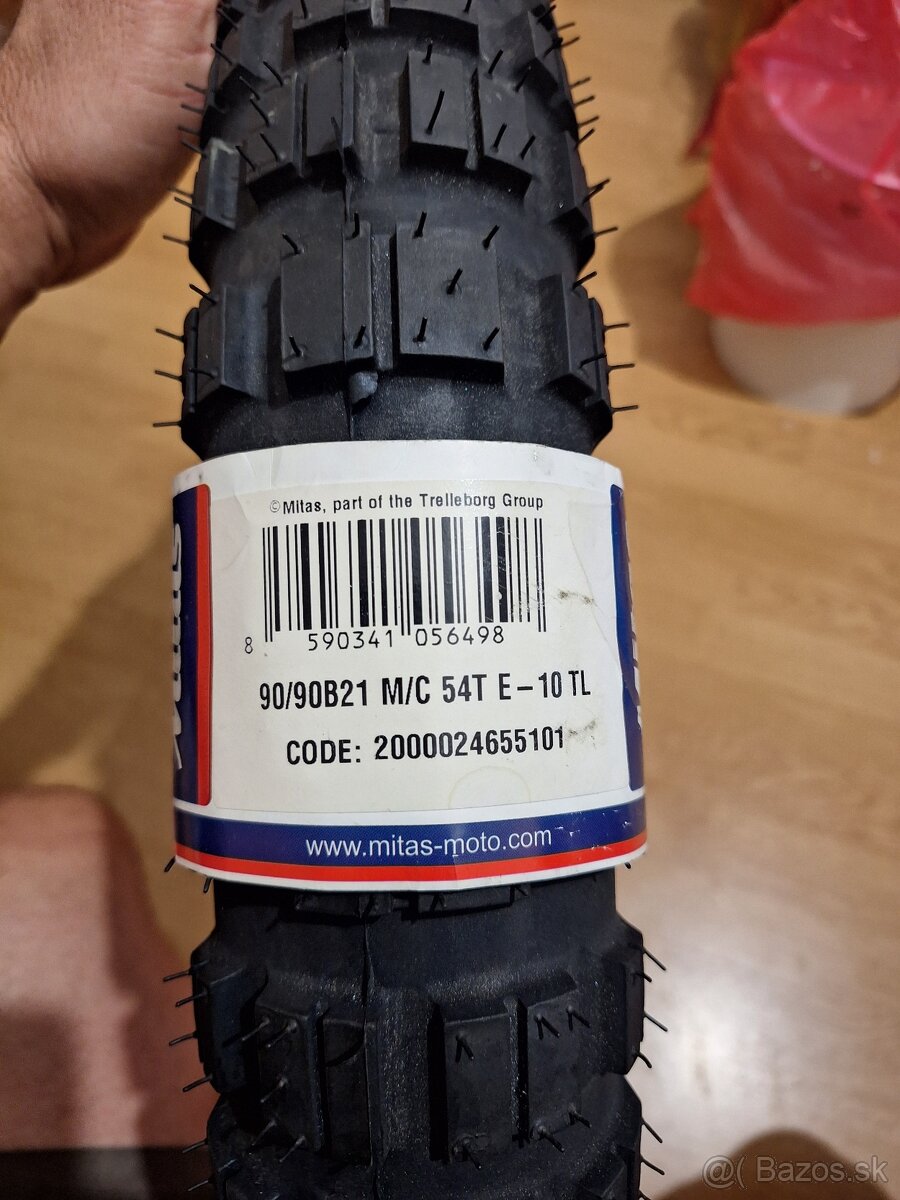 ©Mitas, part of the Trelleborg Group
8 590341 056498
90/90B21 M/C 54T E-10 TL
CODE: 2000024655101
www.mitas-moto.com
Mitas
@( Bazos.sk